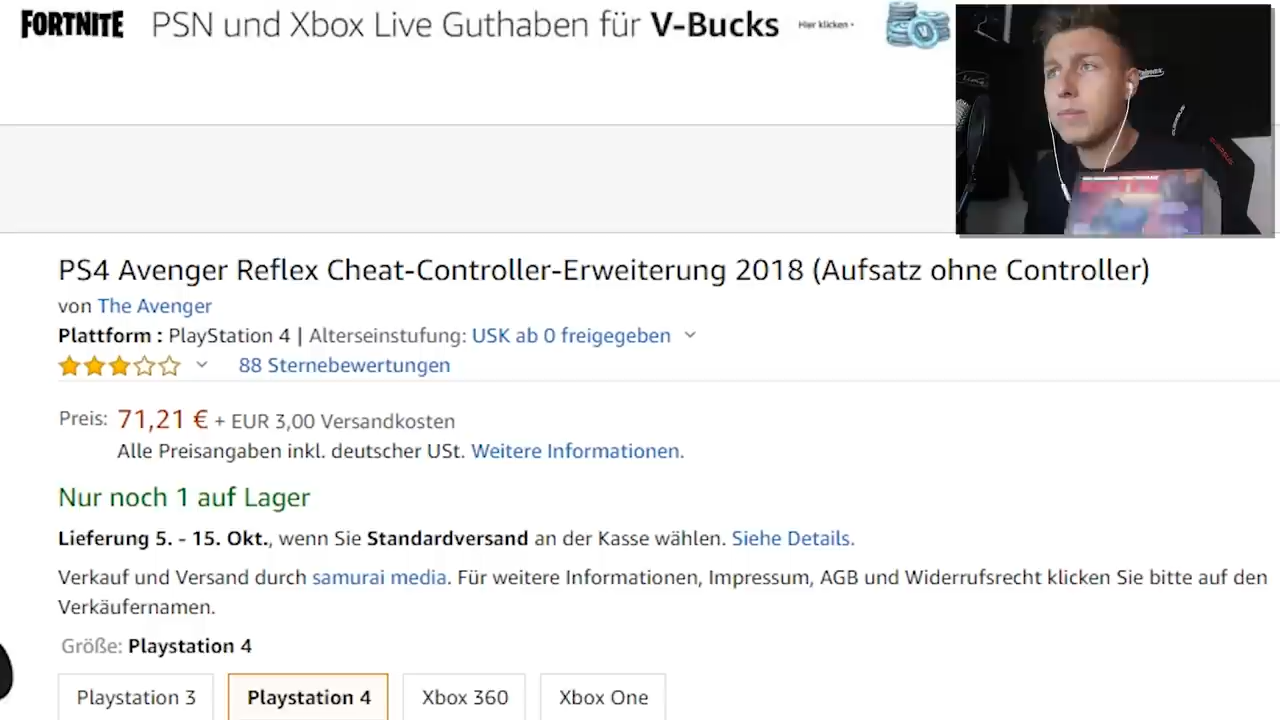 FORTNITE PSN und Xbox Live Guthaben für V-Bucks Hier klicken
PS4 Avenger Reflex Cheat-Controller-Erweiterung 2018 (Aufsatz ohne Controller)
von The Avenger
Plattform : PlayStation 4 | Alterseinstufung: USK ab 0 freigegeben
88 Sternebewertungen
Preis: 71,21 € + EUR 3,00 Versandkosten
Alle Preisangaben inkl. deutscher USt. Weitere Informationen.
Nur noch 1 auf Lager
Lieferung 5. - 15. Okt., wenn Sie Standardversand an der Kasse wählen. Siehe Details.
Verkauf und Versand durch samurai media. Für weitere Informationen, Impressum, AGB und Widerrufsrecht klicken Sie bitte auf den
Verkäufernamen.
Größe: Playstation 4
Playstation 3 Playstation 4 Xbox 360 Xbox One